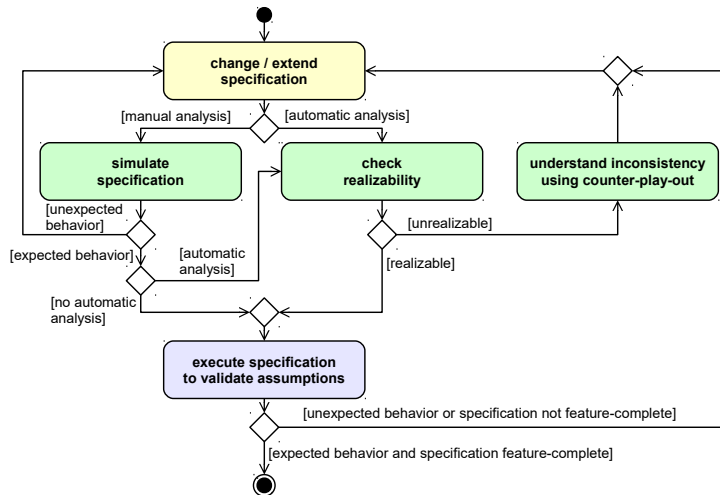 change / extend
specification
[manual analysis]
[automatic analysis]
simulate
specification
check
realizability
understand inconsistency
using counter-play-out
[unexpected
behavior]
[unrealizable]
[expected behavior]
[automatic
analysis]
[realizable]
[no automatic
analysis]
execute specification
to validate assumptions
[unexpected behavior or specification not feature-complete]
[expected behavior and specification feature-complete]